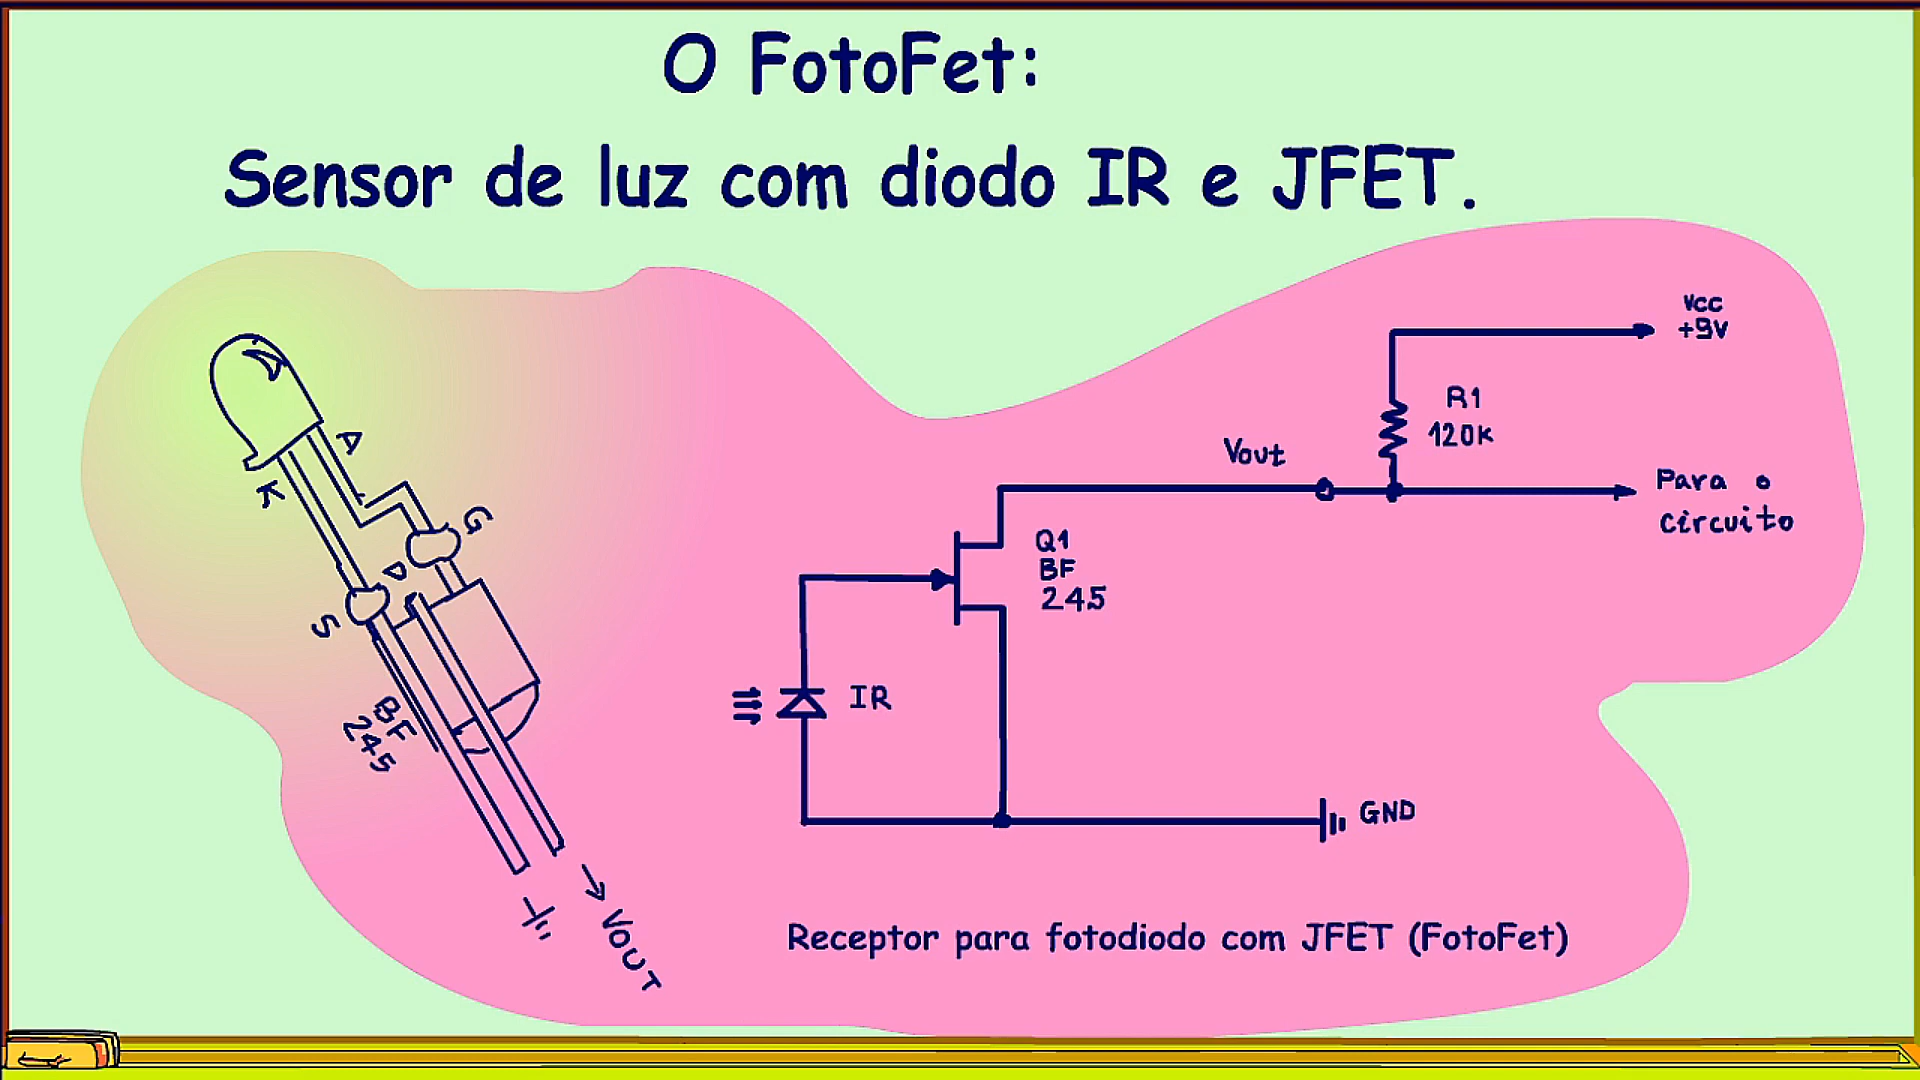 O FotoFet:
Sensor de luz com diodo IR e JFET.
Vcc
+9V
R1
120K
Vout
Para o
circuito
Q1
BF
245
IR
GND
A
K
G
D
S
BF
245
VOUT
Receptor para fotodiodo com JFET (FotoFet)